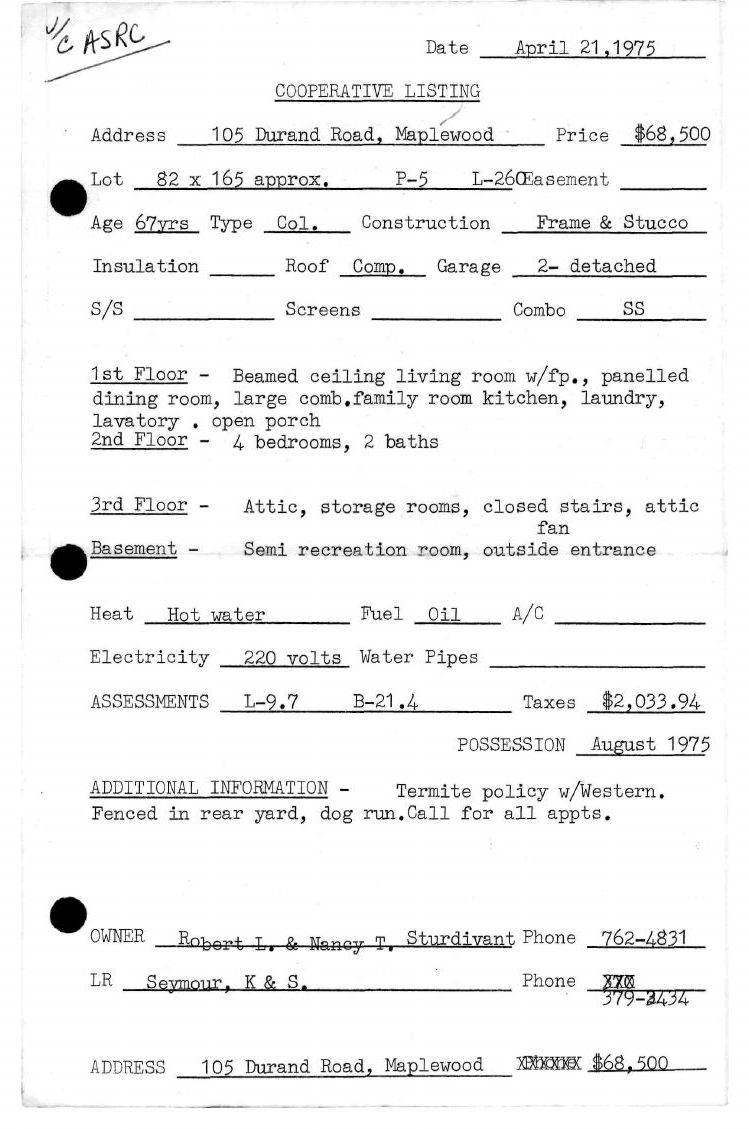 U/C ASRC
Date April 21,1975
COOPERATIVE LISTING
Address 105 Durand Road, Maplewood Price $68,500
Lot 82 x 165 approx. P-5 L-260 Easement
Age 67yrs Type Col. Construction Frame & Stucco
Insulation Roof Comp. Garage 2- detached
S/S Screens Combo SS
1st Floor - Beamed ceiling living room w/fp., panelled
dining room, large comb.family room kitchen, laundry,
lavatory . open porch
2nd Floor - 4 bedrooms, 2 baths
3rd Floor - Attic, storage rooms, closed stairs, attic
fan
Basement - Semi recreation room, outside entrance
Heat Hot water Fuel Oil A/C
Electricity 220 volts Water Pipes
ASSESSMENTS L-9.7 B-21.4 Taxes $2,033.94
POSSESSION August 1975
ADDITIONAL INFORMATION - Termite policy w/Western.
Fenced in rear yard, dog run.Call for all appts.
OWNER Robert L. & Nancy T. Sturdivant Phone 762-4831
LR Seymour, K & S. Phone
379-2434
ADDRESS 105 Durand Road, Maplewood $68,500